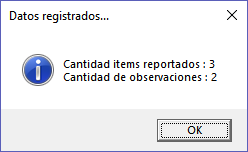 Datos registrados...
Cantidad items reportados : 3
Cantidad de observaciones : 2
OK